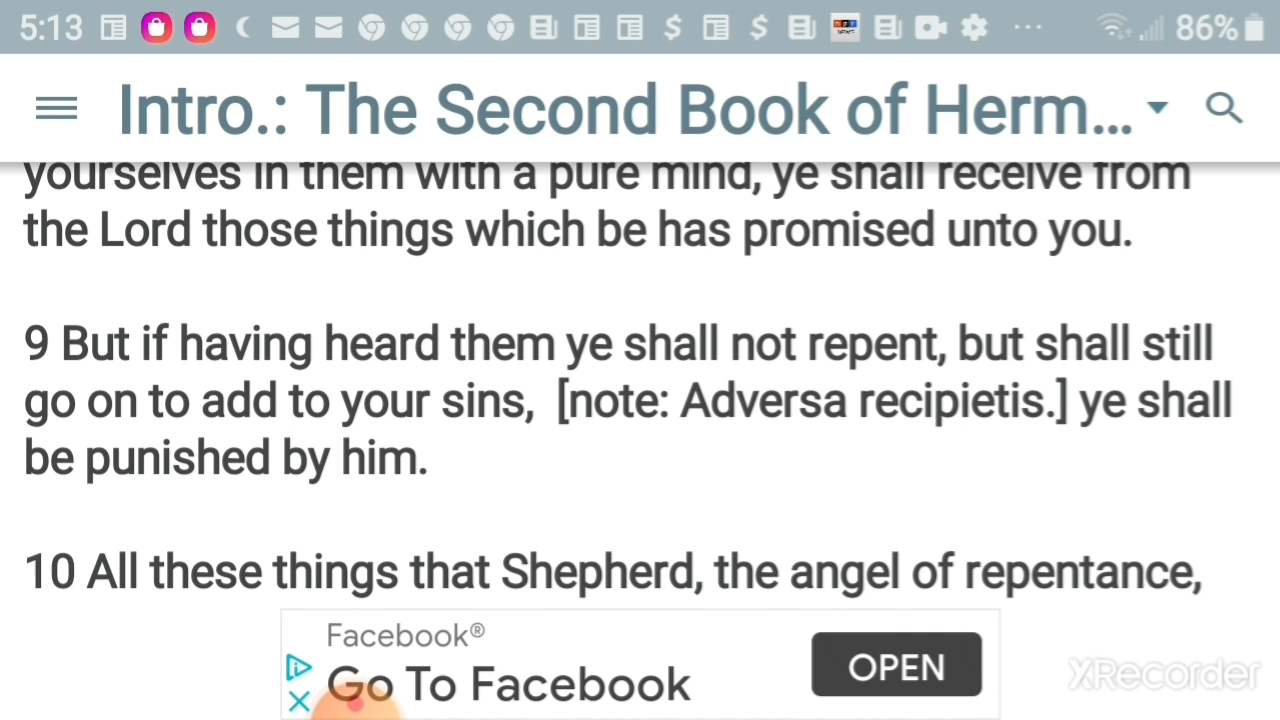 5:13 86%
Intro.: The Second Book of Herm...
yourselves in them with a pure mind, ye shall receive from
the Lord those things which be has promised unto you.
9 But if having heard them ye shall not repent, but shall still
go on to add to your sins, [note: Adversa recipietis.] ye shall
be punished by him.
10 All these things that Shepherd, the angel of repentance,
Facebook®
Go To Facebook
OPEN
XRecorder